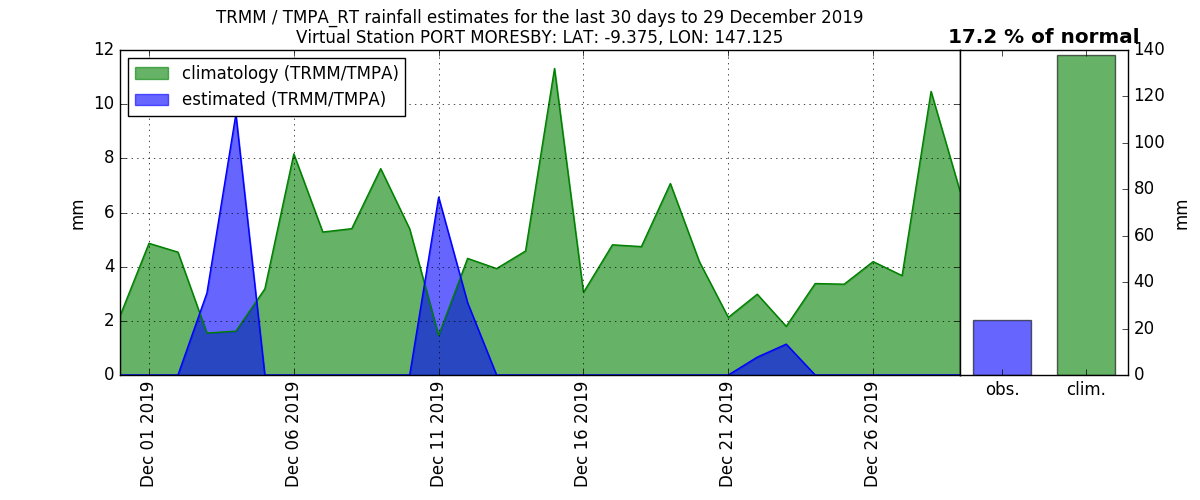 TRMM / TMPA_RT rainfall estimates for the last 30 days to 29 December 2019
Virtual Station PORT MORESBY: LAT: -9.375, LON: 147.125
17.2 % of normal
climatology (TRMM/TMPA)
estimated (TRMM/TMPA)
12
10
8
6
4
2
0
mm
140
120
100
80
60
40
20
0
mm
Dec 01 2019
Dec 06 2019
Dec 11 2019
Dec 16 2019
Dec 21 2019
Dec 26 2019
obs.
clim.